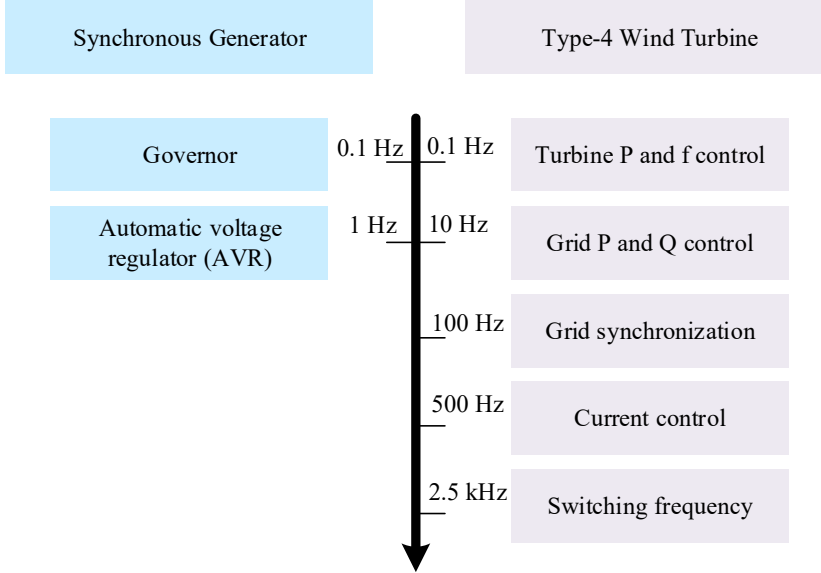 Synchronous Generator
Type-4 Wind Turbine
Governor
0.1 Hz
0.1 Hz
Turbine P and f control
Automatic voltage
regulator (AVR)
1 Hz
10 Hz
Grid P and Q control
100 Hz
Grid synchronization
500 Hz
Current control
2.5 kHz
Switching frequency